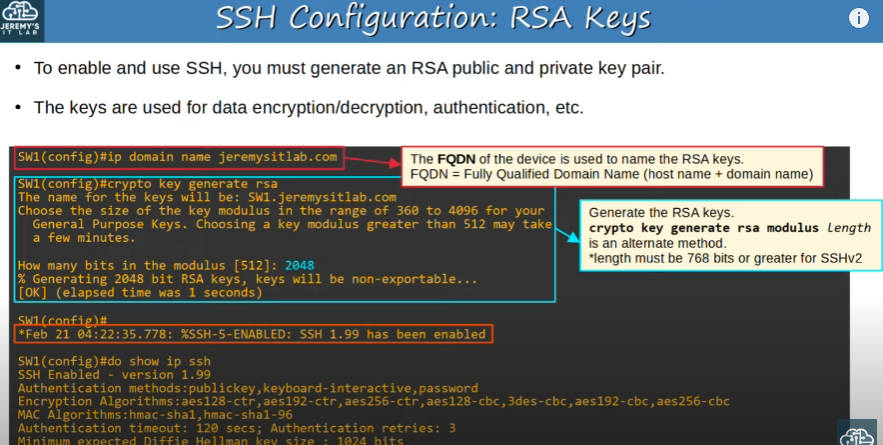 JEREMY'S
IT LAB
SSH Configuration: RSA Keys
i
• To enable and use SSH, you must generate an RSA public and private key pair.
• The keys are used for data encryption/decryption, authentication, etc.
SW1(config)#ip domain name jeremysitlab.com
The FQDN of the device is used to name the RSA keys.
FQDN = Fully Qualified Domain Name (host name + domain name)
SW1(config)#crypto key generate rsa
The name for the keys will be: SW1.jeremysitlab.com
Choose the size of the key modulus in the range of 360 to 4096 for your
General Purpose Keys. Choosing a key modulus greater than 512 may take
a few minutes.
How many bits in the modulus [512]: 2048
% Generating 2048 bit RSA keys, keys will be non-exportable...
[OK] (elapsed time was 1 seconds)
Generate the RSA keys.
crypto key generate rsa modulus length
is an alternate method.
*length must be 768 bits or greater for SSHv2
SW1(config)#
*Feb 21 04:22:35.778: %SSH-5-ENABLED: SSH 1.99 has been enabled
SW1(config)#do show ip ssh
SSH Enabled - version 1.99
Authentication methods:publickey,keyboard-interactive,password
Encryption Algorithms:aes128-ctr,aes192-ctr,aes256-ctr,aes128-cbc,3des-cbc,aes192-cbc,aes256-cbc
MAC Algorithms:hmac-sha1,hmac-sha1-96
Authentication timeout: 120 secs; Authentication retries: 3
Minimum expected Diffie Hellman key size : 1024 bits